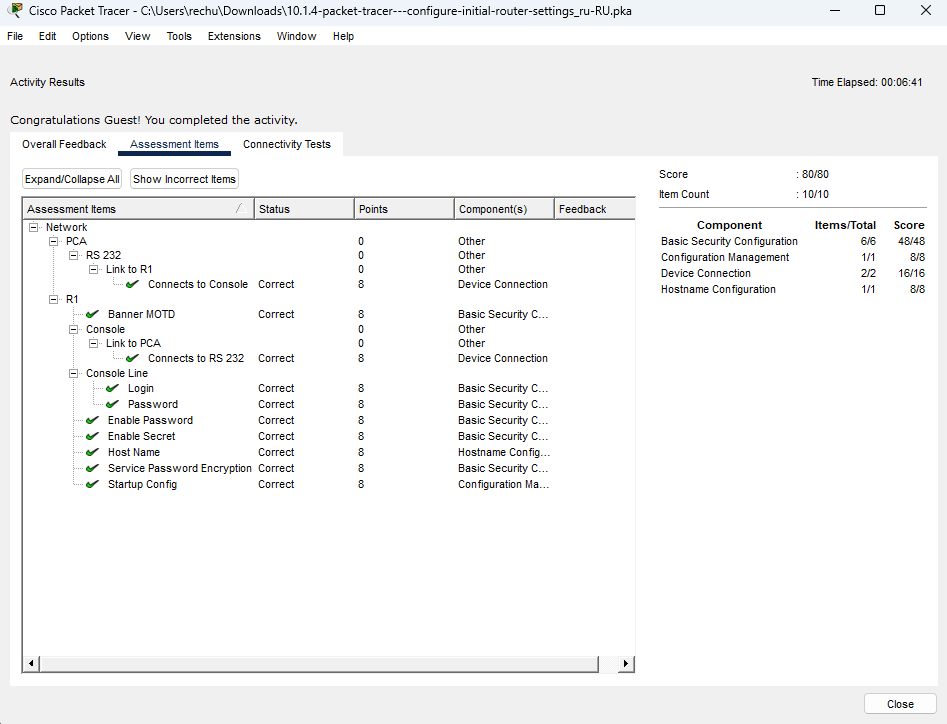 Cisco Packet Tracer - C:\Users\rechu\Downloads\10.1.4-packet-tracer---configure-initial-router-settings_ru-RU.pka
File Edit Options View Tools Extensions Window Help
Activity Results
Time Elapsed: 00:06:41
Congratulations Guest! You completed the activity.
Overall Feedback Assessment Items Connectivity Tests
Expand/Collapse All Show Incorrect Items
Assessment Items Status Points Component(s) Feedback
Network
PCA 0 Other
RS 232 0 Other
Link to R1 0 Other
Connects to Console Correct 8 Device Connection
R1
Banner MOTD Correct 8 Basic Security C...
Console 0 Other
Link to PCA 0 Other
Connects to RS 232 Correct 8 Device Connection
Console Line
Login Correct 8 Basic Security C...
Password Correct 8 Basic Security C...
Enable Password Correct 8 Basic Security C...
Enable Secret Correct 8 Basic Security C...
Host Name Correct 8 Hostname Config...
Service Password Encryption Correct 8 Basic Security C...
Startup Config Correct 8 Configuration Ma...
Score : 80/80
Item Count : 10/10
Component Items/Total Score
Basic Security Configuration 6/6 48/48
Configuration Management 1/1 8/8
Device Connection 2/2 16/16
Hostname Configuration 1/1 8/8
Close